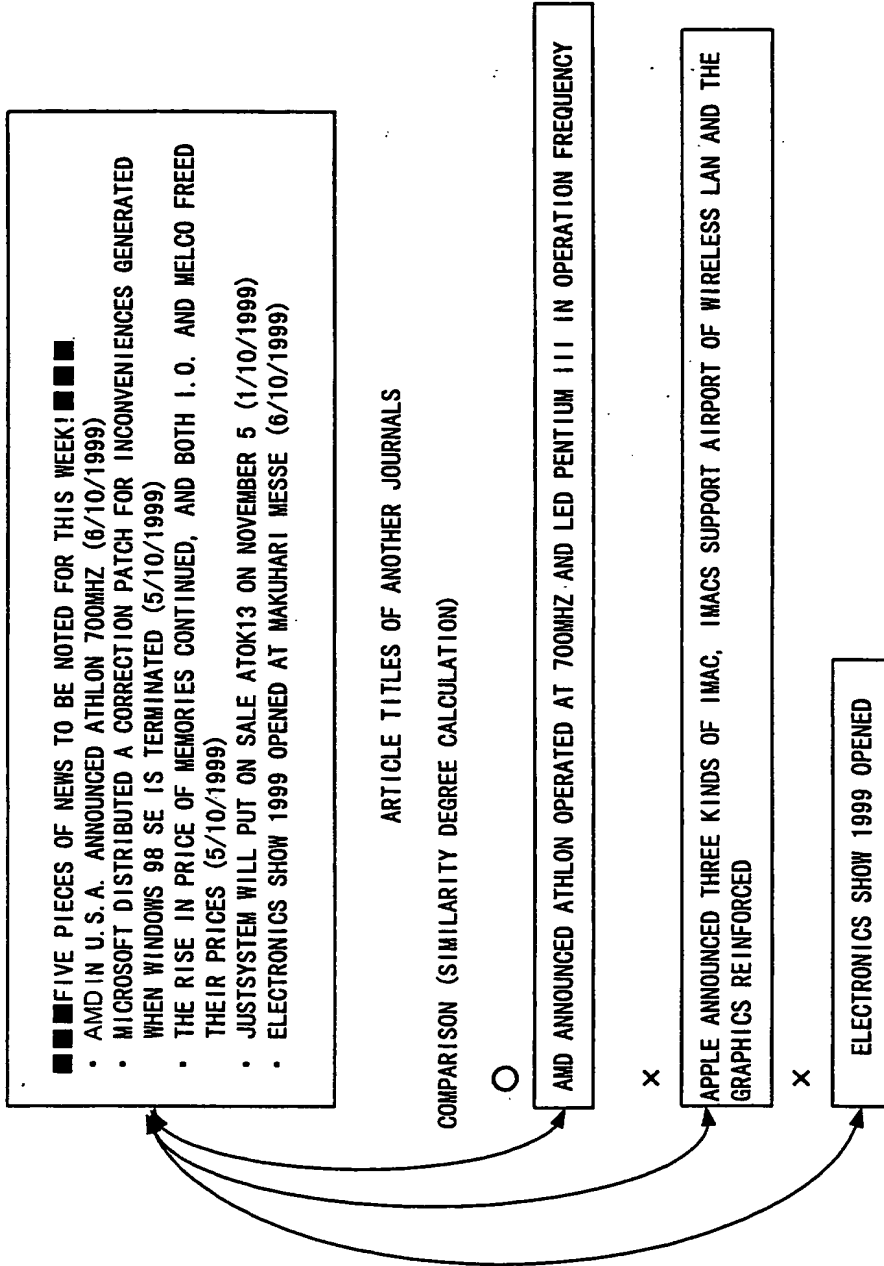 ■■■FIVE PIECES OF NEWS TO BE NOTED FOR THIS WEEK!■■■
・ AMD IN U.S.A. ANNOUNCED ATHLON 700MHZ (6/10/1999)
・ MICROSOFT DISTRIBUTED A CORRECTION PATCH FOR INCONVENIENCES GENERATED
WHEN WINDOWS 98 SE IS TERMINATED (5/10/1999)
・ THE RISE IN PRICE OF MEMORIES CONTINUED, AND BOTH I.O. AND MELCO FREED
THEIR PRICES (5/10/1999)
・ JUSTSYSTEM WILL PUT ON SALE ATOK13 ON NOVEMBER 5 (1/10/1999)
・ ELECTRONICS SHOW 1999 OPENED AT MAKUHARI MESSE (6/10/1999)
ARTICLE TITLES OF ANOTHER JOURNALS
COMPARISON (SIMILARITY DEGREE CALCULATION)
○
AMD ANNOUNCED ATHLON OPERATED AT 700MHZ AND LED PENTIUM III IN OPERATION FREQUENCY
×
APPLE ANNOUNCED THREE KINDS OF IMAC, IMACS SUPPORT AIRPORT OF WIRELESS LAN AND THE
GRAPHICS REINFORCED
×
ELECTRONICS SHOW 1999 OPENED